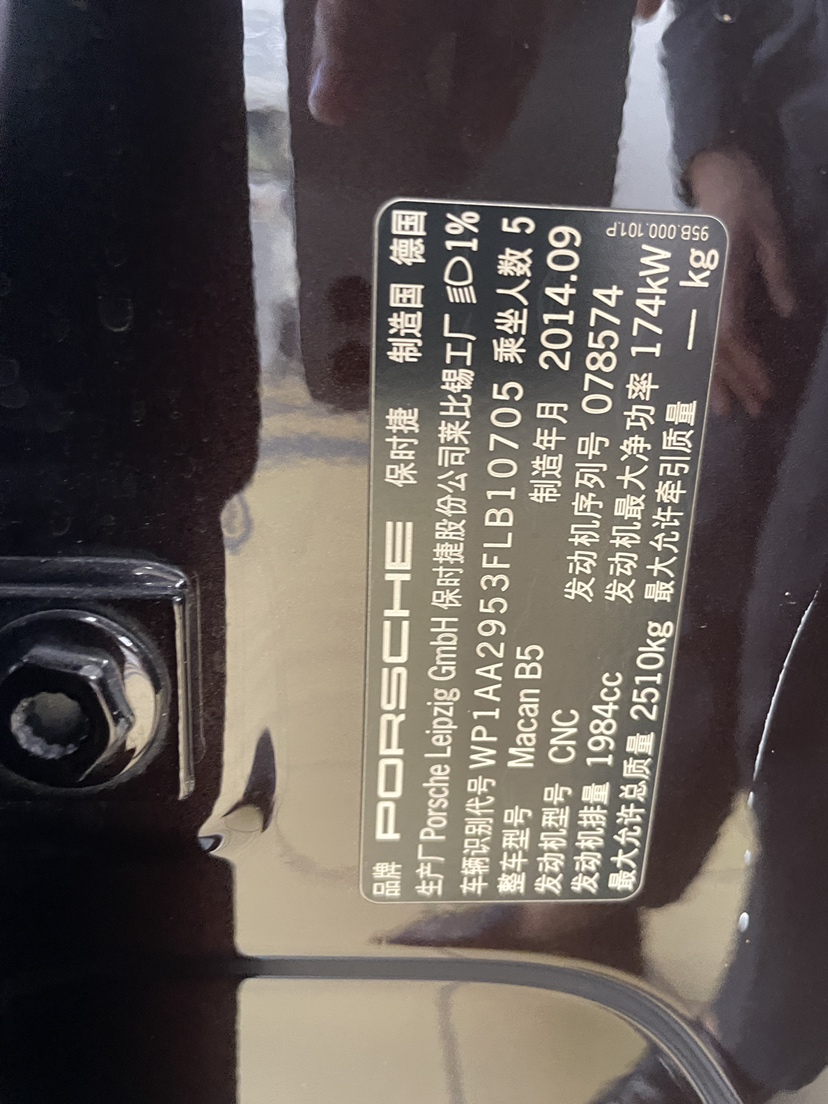 品牌 PORSCHE 保时捷 制造国 德国
生产厂 Porsche Leipzig GmbH 保时捷股份公司莱比锡工厂 1%
车辆识别代号 WP1AA2953FLB10705 乘坐人数 5
整车型号 Macan B5 制造年月 2014.09
发动机型号 CNC 发动机序列号 078574
发动机排量 1984cc 发动机最大净功率 174kW
最大允许总质量 2510kg 最大允许牵引质量 — kg
95B.000.101.P